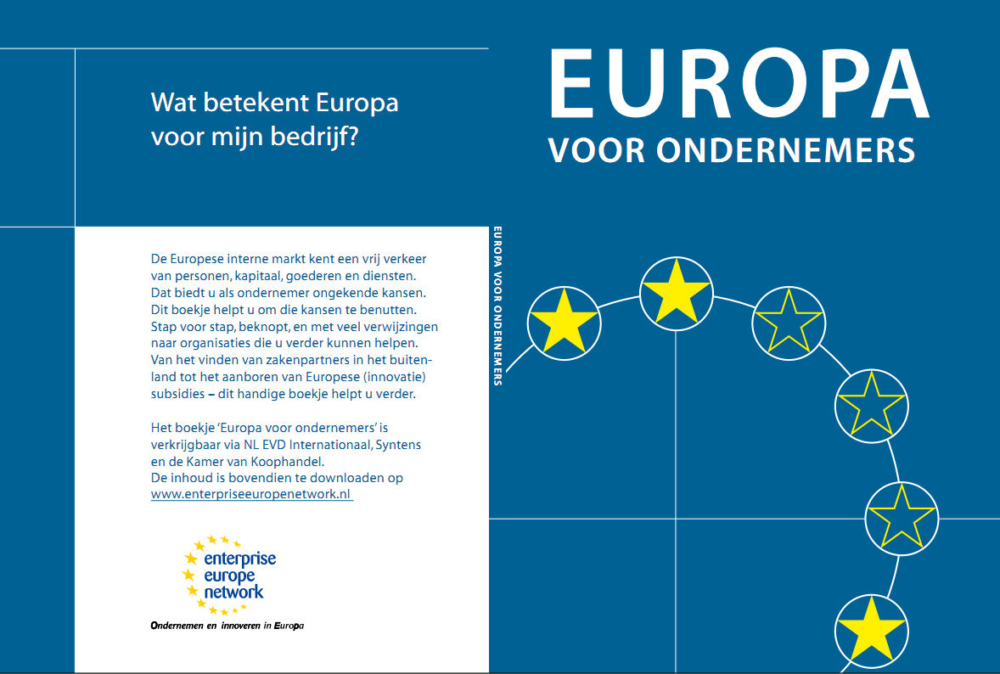 Wat betekent Europa
voor mijn bedrijf?
De Europese interne markt kent een vrij verkeer
van personen, kapitaal, goederen en diensten.
Dat biedt u als ondernemer ongekende kansen.
Dit boekje helpt u om die kansen te benutten.
Stap voor stap, beknopt, en met veel verwijzingen
naar organisaties die u verder kunnen helpen.
Van het vinden van zakenpartners in het buiten-
land tot het aanboren van Europese (innovatie)
subsidies – dit handige boekje helpt u verder.
Het boekje ‘Europa voor ondernemers’ is
verkrijgbaar via NL EVD Internationaal, Syntens
en de Kamer van Koophandel.
De inhoud is bovendien te downloaden op
www.enterpriseeuropenetwork.nl
enterprise
europe
network
Ondernemen en innoveren in Europa
EUROPA VOOR ONDERNEMERS
EUROPA
VOOR ONDERNEMERS